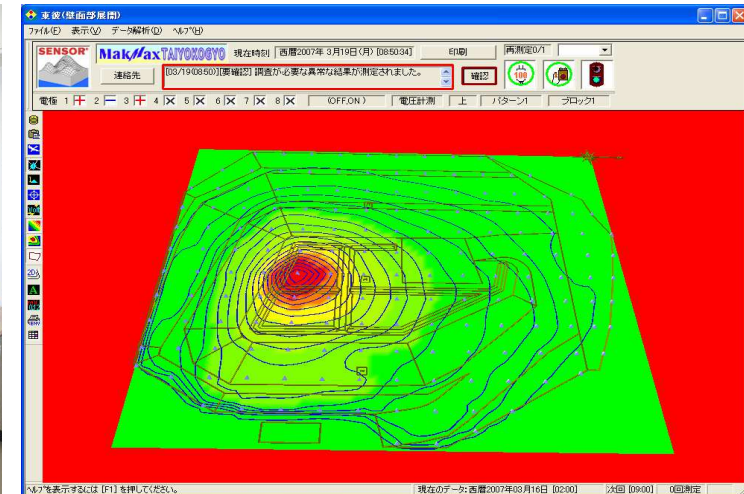 東彼(壁面部展開)
ファイル(F) 表示(V) データ解析(D) ヘルプ(H)
SENSOR MakMax TAIYOKOGYO 現在時刻 西暦2007年 3月19日(月) [08:50:34] 印刷 再測定0/1
連絡先 [03/19(08:50)][要確認] 調査が必要な異常な結果が測定されました。 確認 100
電極 1 2 3 4 5 6 7 8 (OFF,ON ) 電圧計測 上 パターン1 ブロック1
2D
A
ヘルプを表示するには [F1] を押してください。 現在のデータ: 西暦2007年03月16日 [02:00] 次回 [09:00] 0回測定